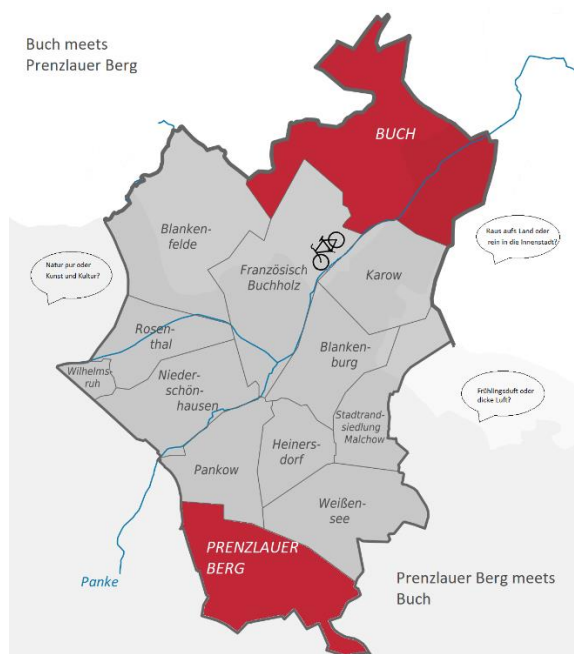 Buch meets
Prenzlauer Berg
BUCH
Blanken-
felde
Raus aufs Land oder
rein in die Innenstadt?
Natur pur oder
Kunst und Kultur?
Französisch
Buchholz
Karow
Rosen-
thal
Blanken-
burg
Wilhelms-
ruh
Nieder-
schön-
hausen
Frühlingsduft oder
dicke Luft?
Stadtrand-
siedlung
Malchow
Heiners-
dorf
Pankow
Weißen-
see
PRENZLAUER
BERG
Panke
Prenzlauer Berg meets
Buch